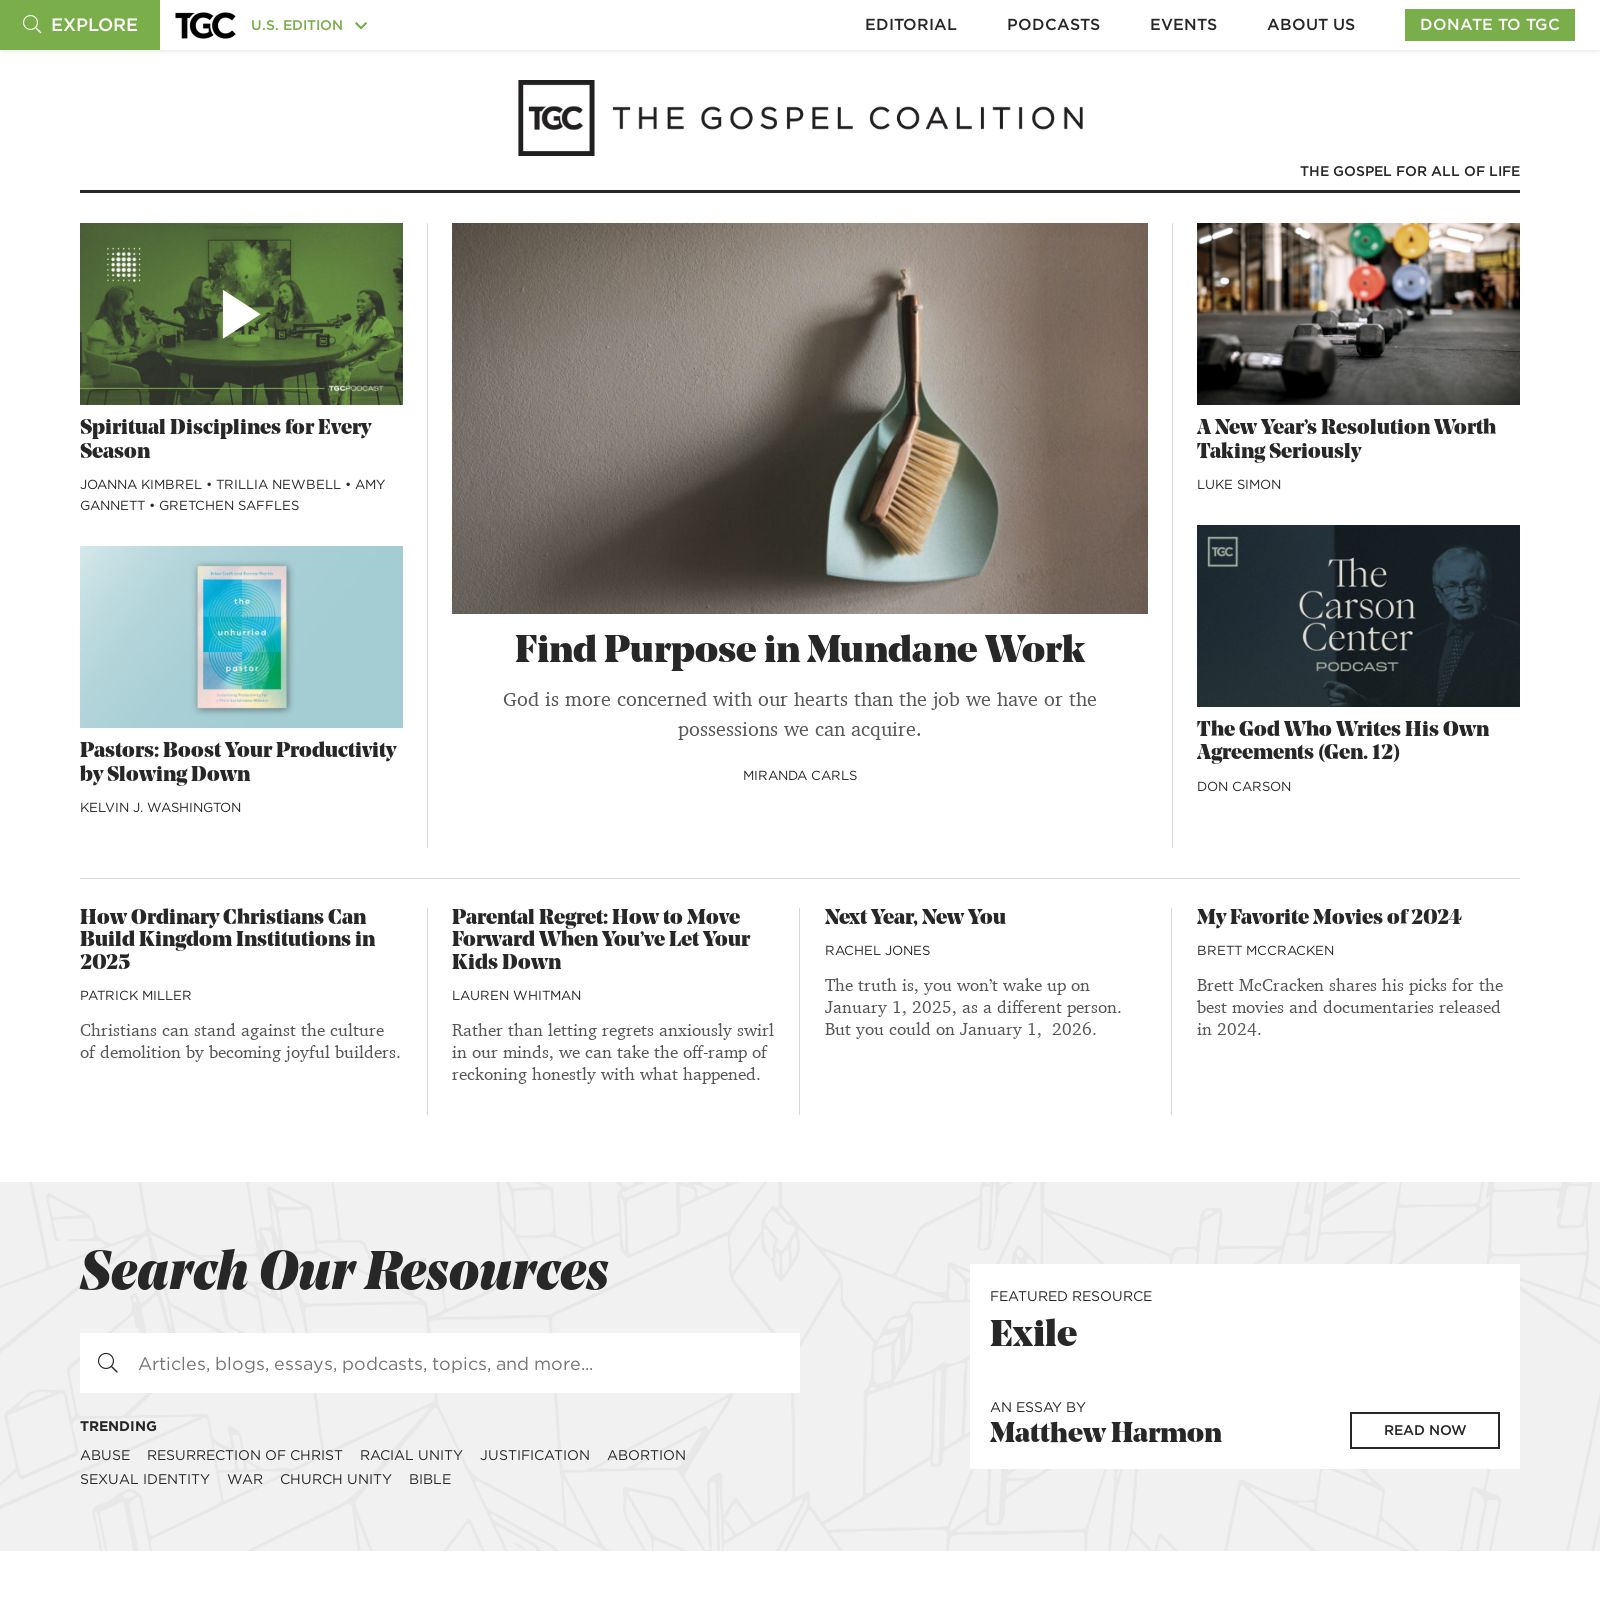 EXPLORE
TGC
U.S. EDITION
EDITORIAL
PODCASTS
EVENTS
ABOUT US
DONATE TO TGC
TGC THE GOSPEL COALITION
THE GOSPEL FOR ALL OF LIFE
TGCPODCAST
Spiritual Disciplines for Every
Season
JOANNA KIMBREL • TRILLIA NEWBELL • AMY
GANNETT • GRETCHEN SAFFLES
the
unhurried
pastor
Pastors: Boost Your Productivity
by Slowing Down
KELVIN J. WASHINGTON
Find Purpose in Mundane Work
God is more concerned with our hearts than the job we have or the
possessions we can acquire.
MIRANDA CARLS
A New Year’s Resolution Worth
Taking Seriously
LUKE SIMON
TGC
The
Carson
Center
PODCAST
The God Who Writes His Own
Agreements (Gen. 12)
DON CARSON
How Ordinary Christians Can
Build Kingdom Institutions in
2025
PATRICK MILLER
Christians can stand against the culture
of demolition by becoming joyful builders.
Parental Regret: How to Move
Forward When You’ve Let Your
Kids Down
LAUREN WHITMAN
Rather than letting regrets anxiously swirl
in our minds, we can take the off-ramp of
reckoning honestly with what happened.
Next Year, New You
RACHEL JONES
The truth is, you won’t wake up on
January 1, 2025, as a different person.
But you could on January 1,  2026.
My Favorite Movies of 2024
BRETT MCCRACKEN
Brett McCracken shares his picks for the
best movies and documentaries released
in 2024.
Search Our Resources
Articles, blogs, essays, podcasts, topics, and more...
TRENDING
ABUSE RESURRECTION OF CHRIST RACIAL UNITY JUSTIFICATION ABORTION
SEXUAL IDENTITY WAR CHURCH UNITY BIBLE
FEATURED RESOURCE
Exile
AN ESSAY BY
Matthew Harmon
READ NOW